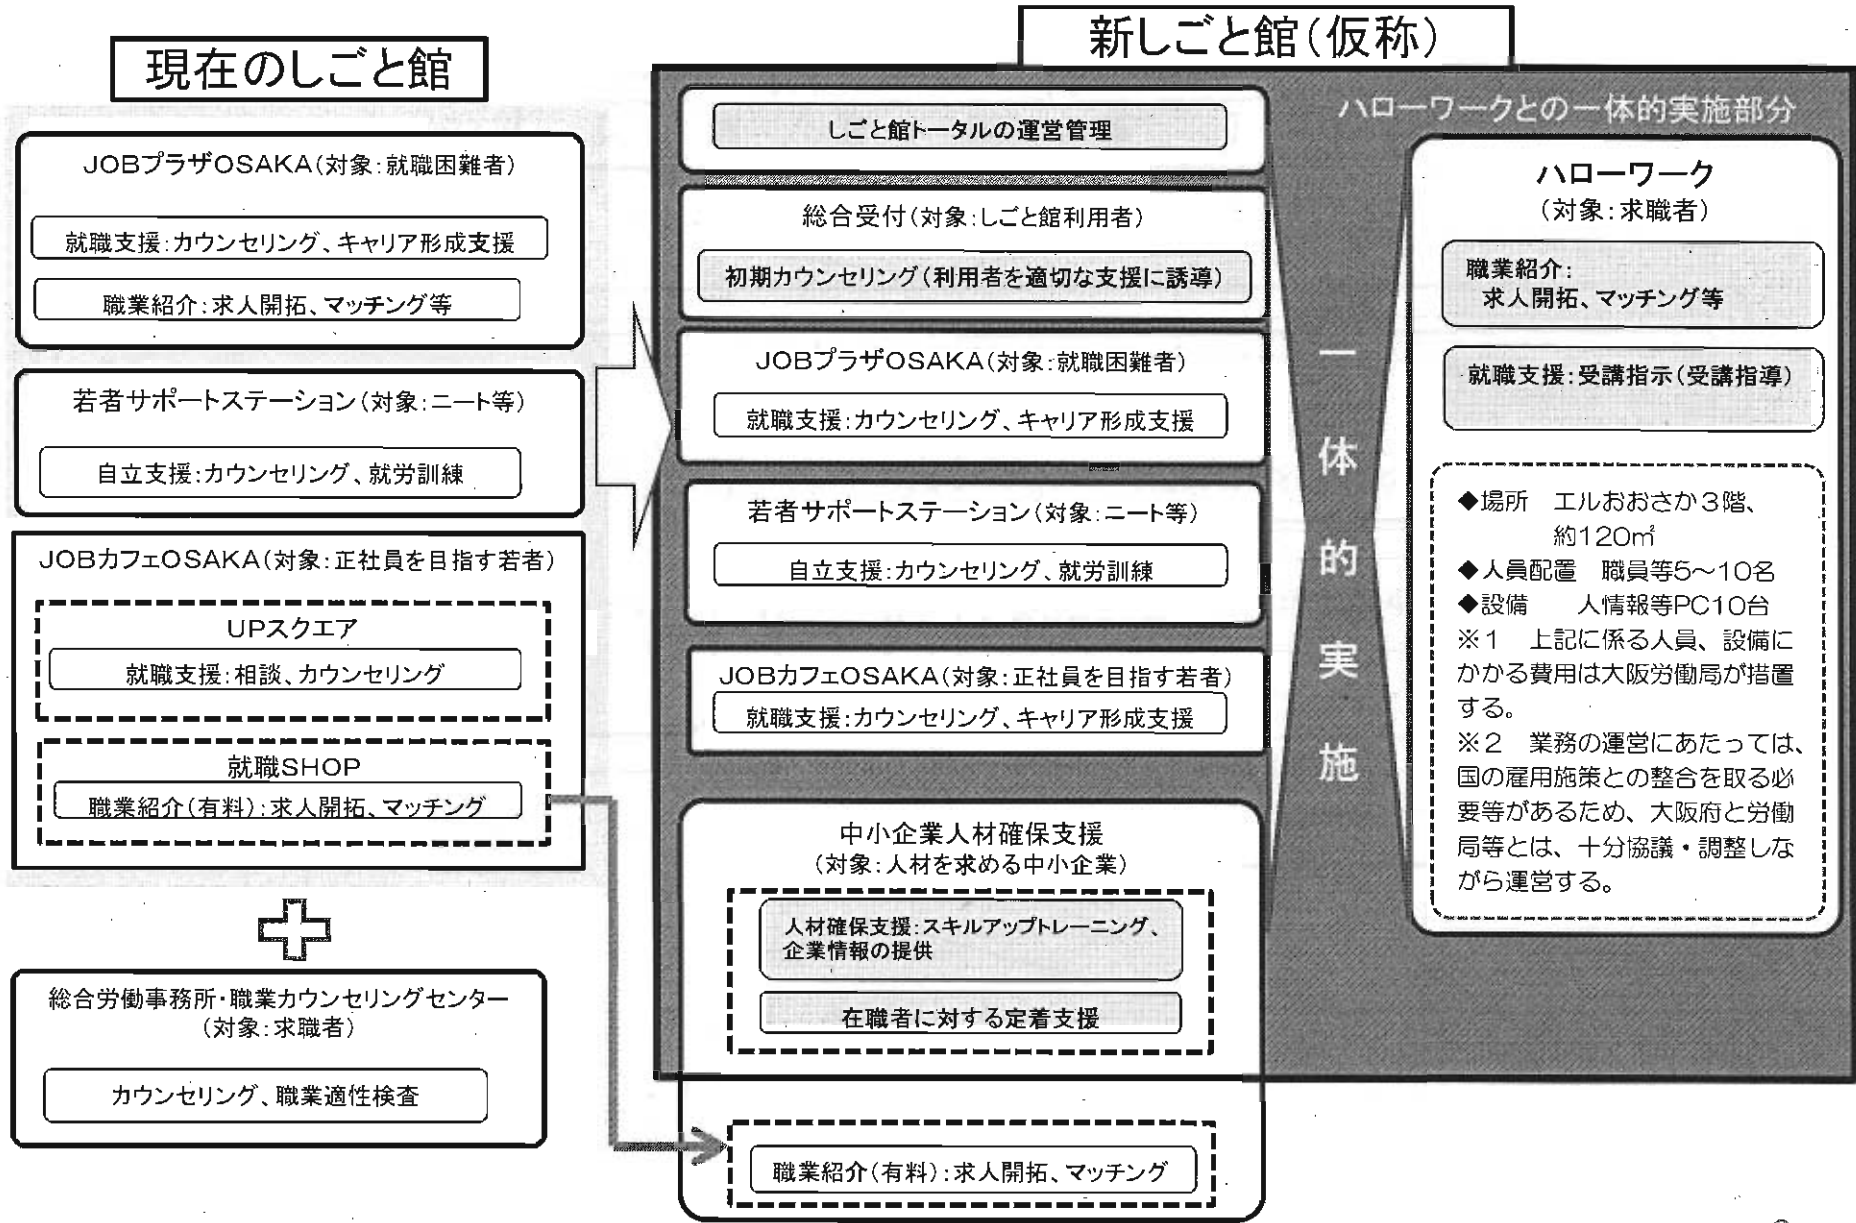 現在のしごと館
JOBプラザOSAKA(対象:就職困難者)
就職支援:カウンセリング、キャリア形成支援
職業紹介:求人開拓、マッチング等
若者サポートステーション(対象:ニート等)
自立支援:カウンセリング、就労訓練
JOBカフェOSAKA(対象:正社員を目指す若者)
UPスクエア
就職支援:相談、カウンセリング
就職SHOP
職業紹介(有料):求人開拓、マッチング
総合労働事務所・職業カウンセリングセンター
(対象:求職者)
カウンセリング、職業適性検査
新しごと館(仮称)
しごと館トータルの運営管理
総合受付(対象:しごと館利用者)
初期カウンセリング(利用者を適切な支援に誘導)
JOBプラザOSAKA(対象:就職困難者)
就職支援:カウンセリング、キャリア形成支援
若者サポートステーション(対象:ニート等)
自立支援:カウンセリング、就労訓練
JOBカフェOSAKA(対象:正社員を目指す若者)
就職支援:カウンセリング、キャリア形成支援
中小企業人材確保支援
(対象:人材を求める中小企業)
人材確保支援:スキルアップトレーニング、
企業情報の提供
在職者に対する定着支援
職業紹介(有料):求人開拓、マッチング
一体的実施
ハローワークとの一体的実施部分
ハローワーク
(対象:求職者)
職業紹介:
求人開拓、マッチング等
就職支援:受講指示(受講指導)
◆場所 エルおおさか3階、
約120㎡
◆人員配置 職員等5~10名
◆設備 人情報等PC10台
※1 上記に係る人員、設備に
かかる費用は大阪労働局が措置
する。
※2 業務の運営にあたっては、
国の雇用施策との整合を取る必
要等があるため、大阪府と労働
局等とは、十分協議・調整しな
がら運営する。